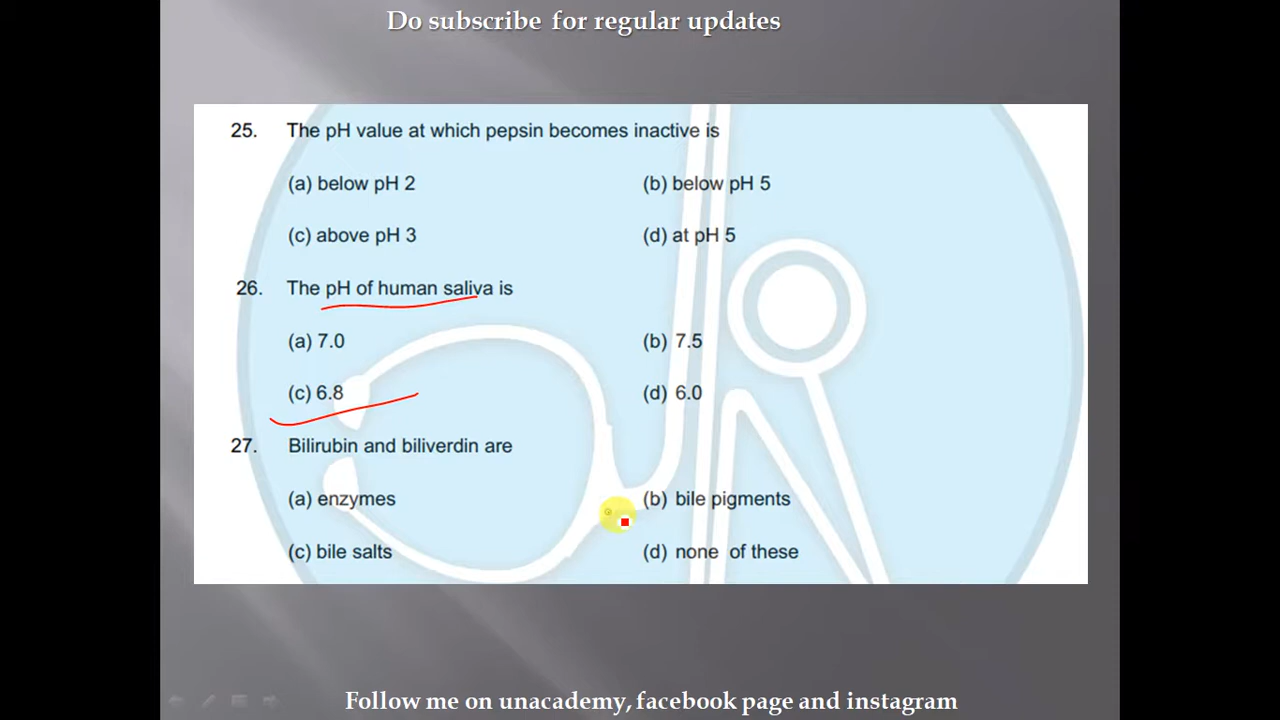 Do subscribe for regular updates
25. The pH value at which pepsin becomes inactive is
(a) below pH 2 (b) below pH 5
(c) above pH 3 (d) at pH 5
26. The pH of human saliva is
(a) 7.0 (b) 7.5
(c) 6.8 (d) 6.0
27. Bilirubin and biliverdin are
(a) enzymes (b) bile pigments
(c) bile salts (d) none of these
Follow me on unacademy, facebook page and instagram